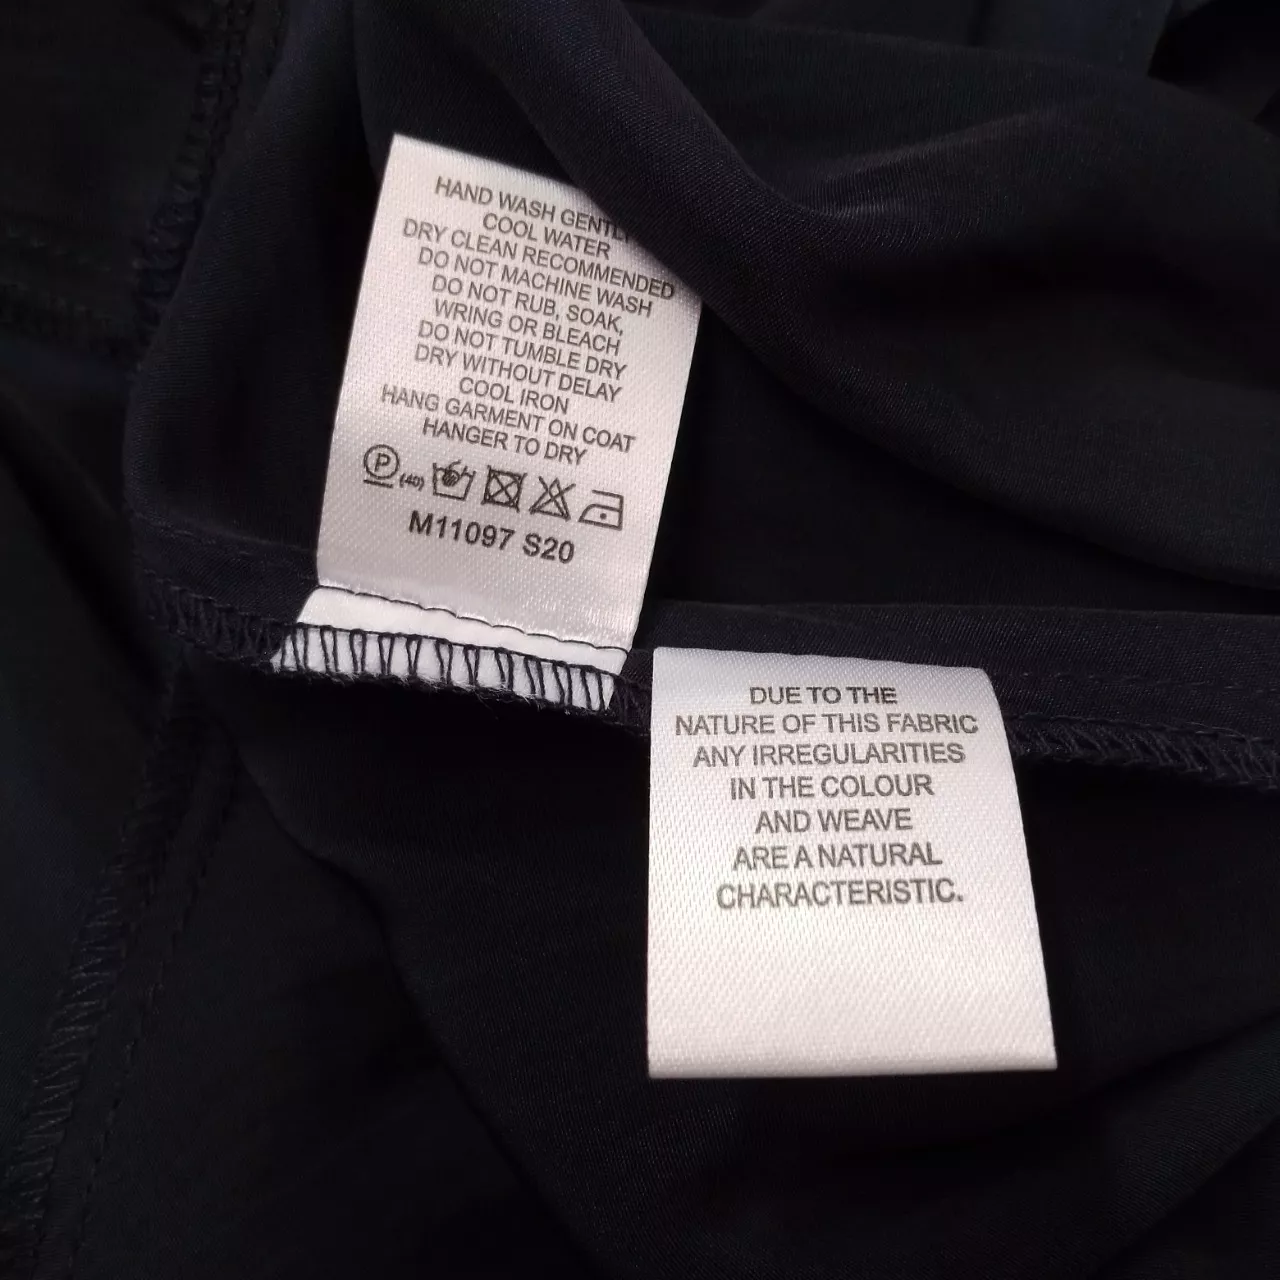 HAND WASH GENTLY
COOL WATER
DRY CLEAN RECOMMENDED
DO NOT MACHINE WASH
DO NOT RUB, SOAK,
WRING OR BLEACH
DO NOT TUMBLE DRY
DRY WITHOUT DELAY
COOL IRON
HANG GARMENT ON COAT
HANGER TO DRY
P (40)
M11097 S20
DUE TO THE
NATURE OF THIS FABRIC
ANY IRREGULARITIES
IN THE COLOUR
AND WEAVE
ARE A NATURAL
CHARACTERISTIC.